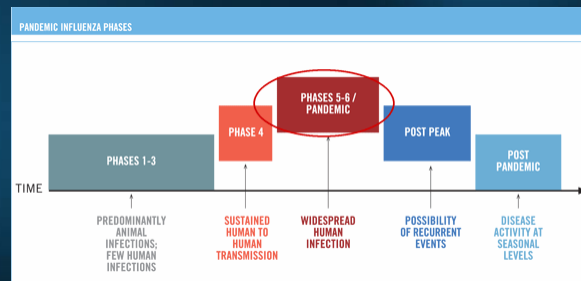 PANDEMIC INFLUENZA PHASES
PHASES 1-3
PHASE 4
PHASES 5-6 /
PANDEMIC
POST PEAK
POST
PANDEMIC
TIME
PREDOMINANTLY
ANIMAL
INFECTIONS;
FEW HUMAN
INFECTIONS
SUSTAINED
HUMAN TO
HUMAN
TRANSMISSION
WIDESPREAD
HUMAN
INFECTION
POSSIBILITY
OF RECURRENT
EVENTS
DISEASE
ACTIVITY AT
SEASONAL
LEVELS